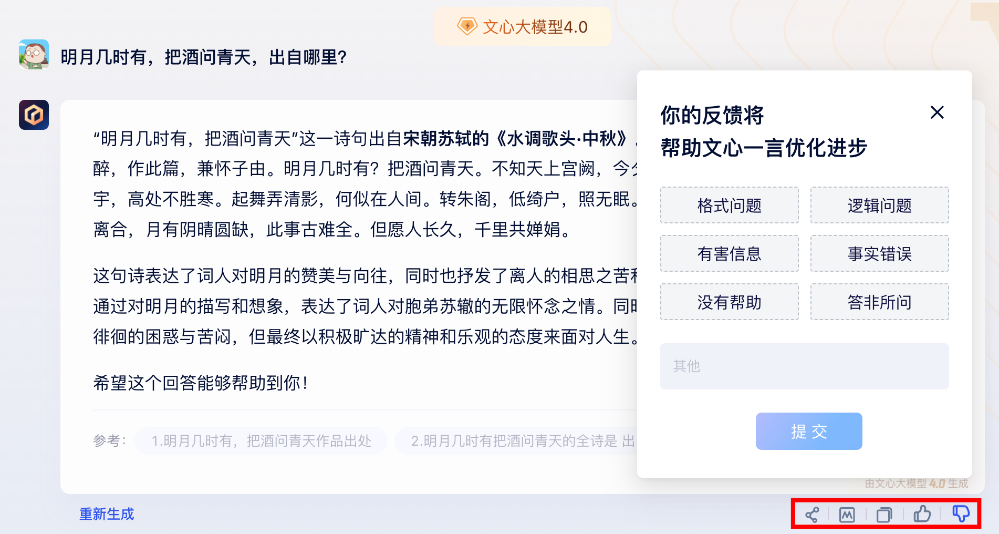 文心大模型4.0
明月几时有，把酒问青天，出自哪里？
“明月几时有，把酒问青天”这一诗句出自宋朝苏轼的《水调歌头·中秋》。
醉，作此篇，兼怀子由。明月几时有？把酒问青天。不知天上宫阙，今夕
宇，高处不胜寒。起舞弄清影，何似在人间。转朱阁，低绮户，照无眠。
离合，月有阴晴圆缺，此事古难全。但愿人长久，千里共婵娟。
这句诗表达了词人对明月的赞美与向往，同时也抒发了离人的相思之苦和
通过对明月的描写和想象，表达了词人对胞弟苏辙的无限怀念之情。同时
徘徊的困惑与苦闷，但最终以积极旷达的精神和乐观的态度来面对人生。
希望这个回答能够帮助到你！
参考：
1.明月几时有，把酒问青天作品出处
2.明月几时有把酒问青天的全诗是 出
你的反馈将
帮助文心一言优化进步
格式问题
逻辑问题
有害信息
事实错误
没有帮助
答非所问
其他
提交
由文心大模型 4.0 生成
重新生成